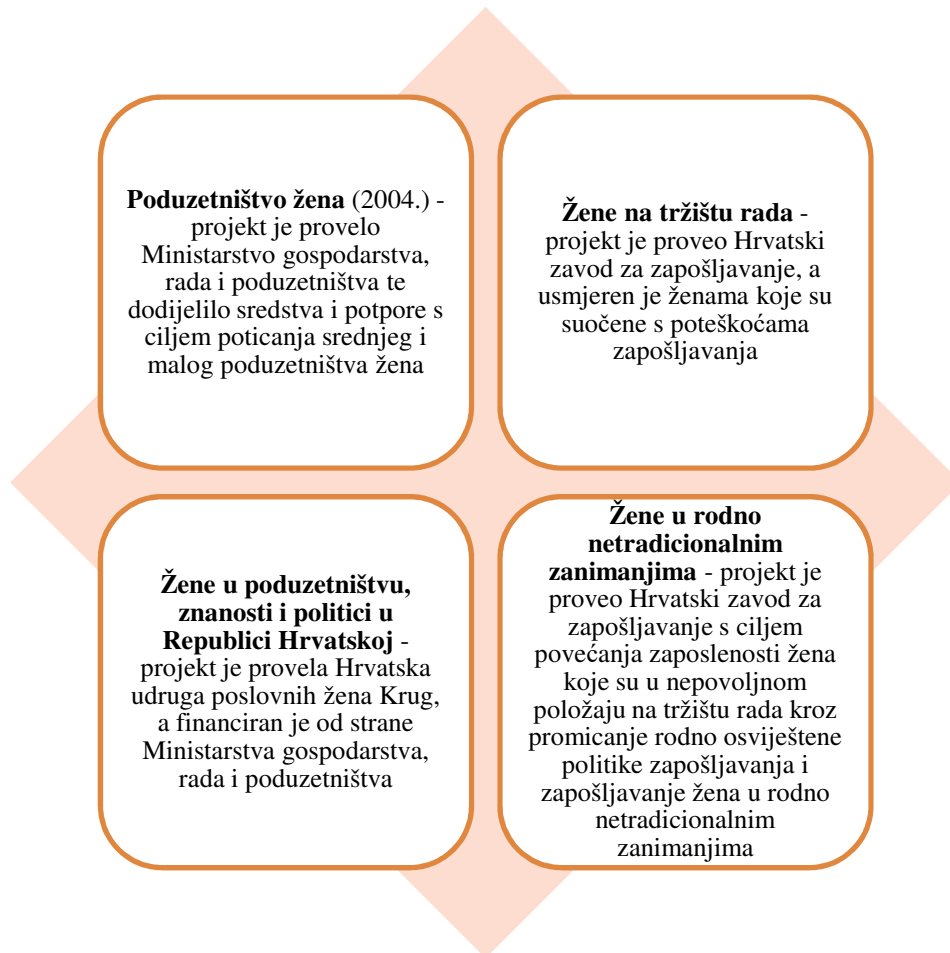 Poduzetništvo žena (2004.) -
projekt je provelo
Ministarstvo gospodarstva,
rada i poduzetništva te
dodijelilo sredstva i potpore s
ciljem poticanja srednjeg i
malog poduzetništva žena
Žene na tržištu rada -
projekt je proveo Hrvatski
zavod za zapošljavanje, a
usmjeren je ženama koje su
suočene s poteškoćama
zapošljavanja
Žene u poduzetništvu,
znanosti i politici u
Republici Hrvatskoj -
projekt je provela Hrvatska
udruga poslovnih žena Krug,
a financiran je od strane
Ministarstva gospodarstva,
rada i poduzetništva
Žene u rodno
netradicionalnim
zanimanjima - projekt je
proveo Hrvatski zavod za
zapošljavanje s ciljem
povećanja zaposlenosti žena
koje su u nepovoljnom
položaju na tržištu rada kroz
promicanje rodno osviještene
politike zapošljavanja i
zapošljavanje žena u rodno
netradicionalnim
zanimanjima